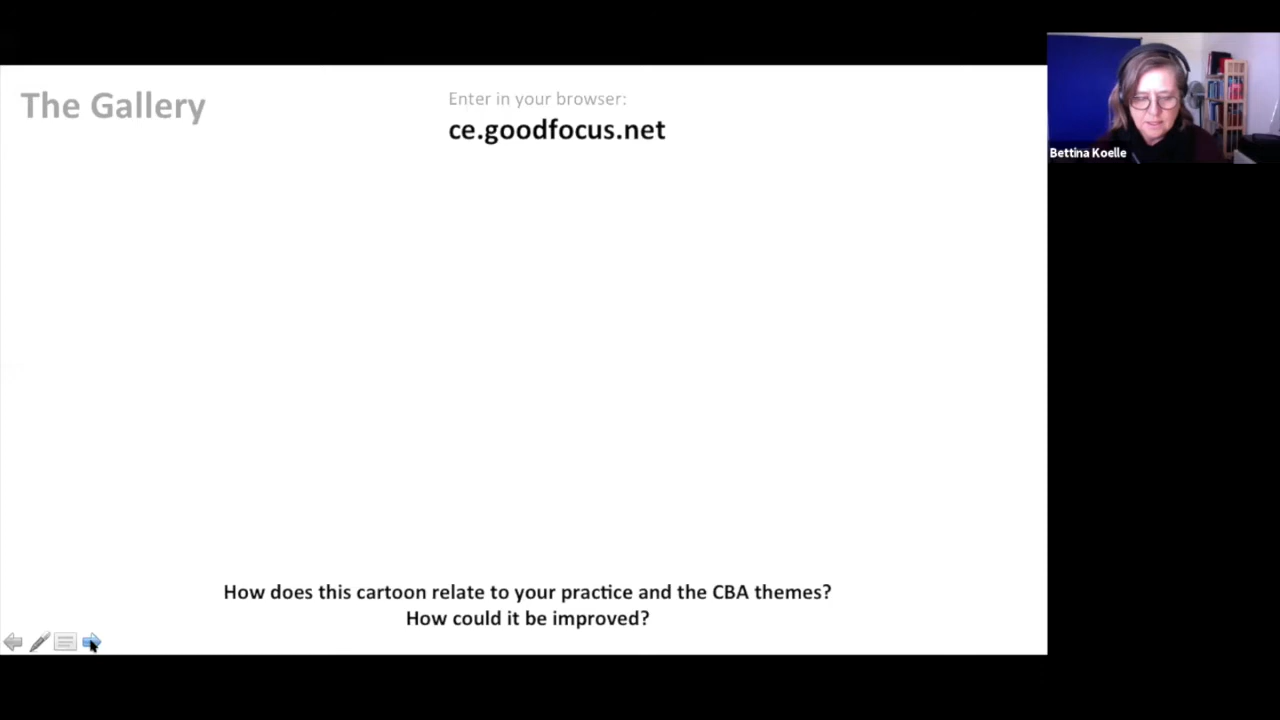 The Gallery
Enter in your browser:
ce.goodfocus.net
Bettina Koelle
How does this cartoon relate to your practice and the CBA themes?
How could it be improved?